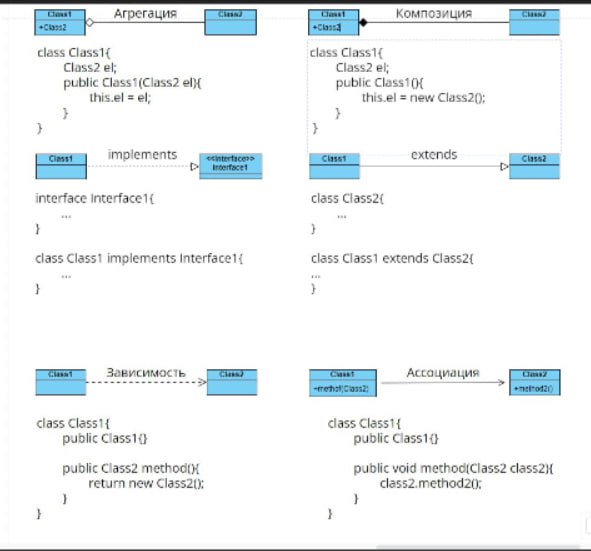 Class1
Агрегация
Class2
+Class2
class Class1{
Class2 el;
public Class1(Class2 el){
this.el = el;
}
}
Class1
Композиция
Class2
+Class2
class Class1{
Class2 el;
public Class1(){
this.el = new Class2();
}
}
Class1
implements
<<Interface>>
Interface1
interface Interface1{
...
}
class Class1 implements Interface1{
...
}
Class1
extends
Class2
class Class2{
...
}
class Class1 extends Class2{
...
}
Class1
Зависимость
Class2
class Class1{
public Class1{}
public Class2 method(){
return new Class2();
}
}
Class1
Ассоциация
Class2
+method(Class2)
+method2()
class Class1{
public Class1{}
public void method(Class2 class2){
class2.method2();
}
}